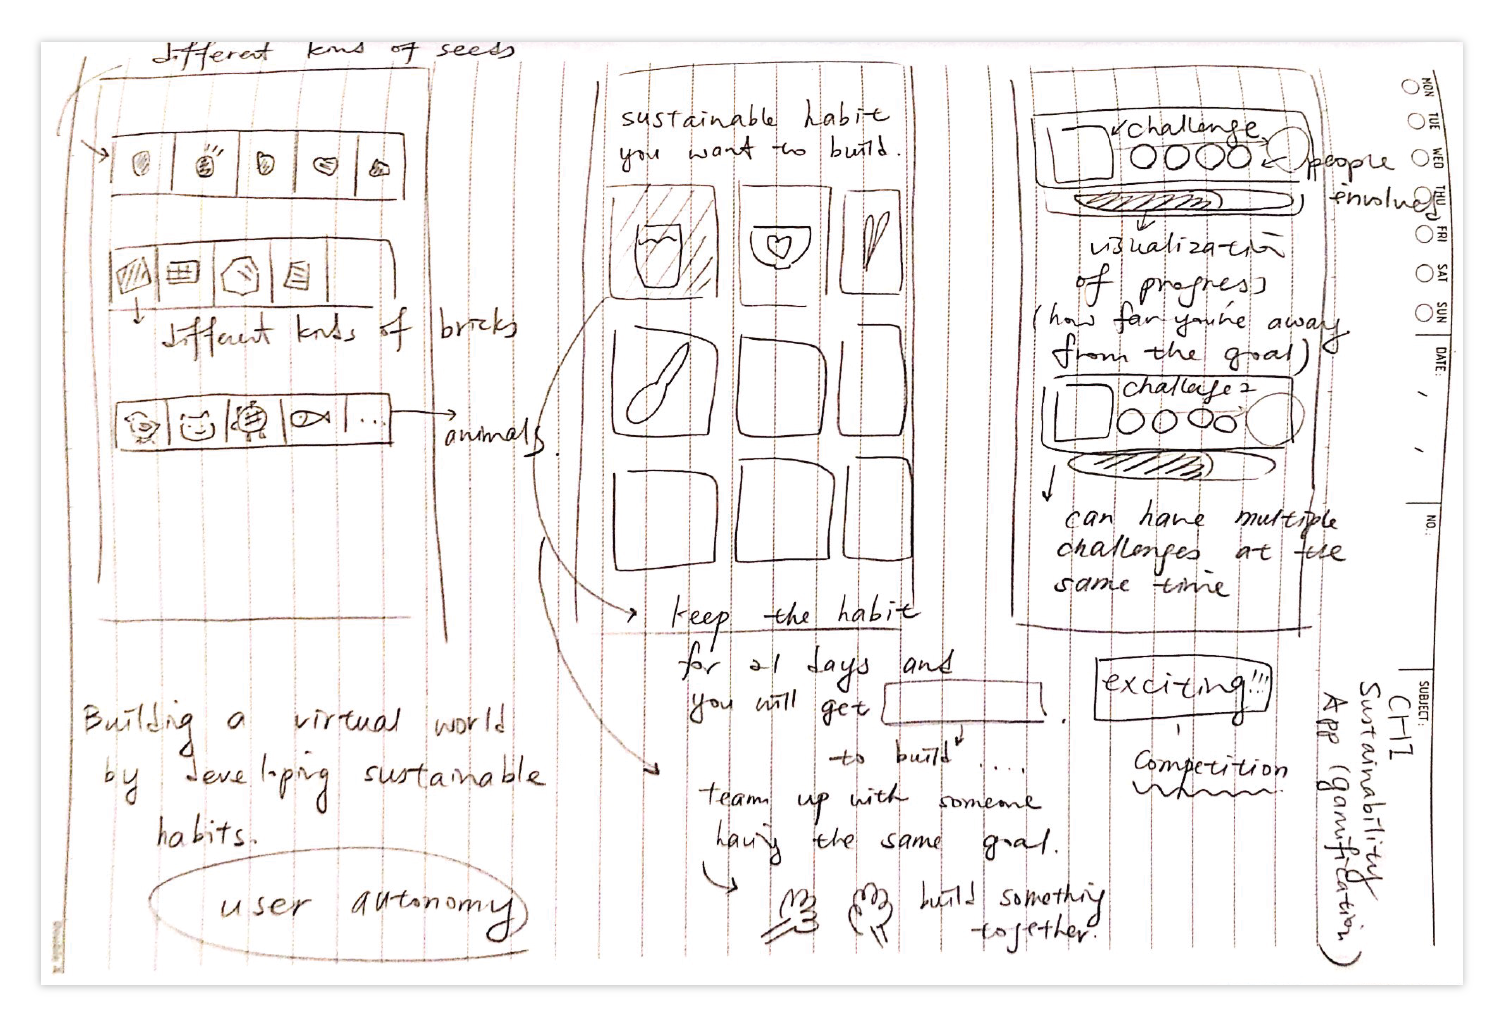 different kinds of seeds
different kinds of bricks
animals.
Building a virtual world
by developing sustainable
habits.
user autonomy
sustainable habit
you want to build.
keep the habit
for 21 days and
you will get .
to build ....
team up with someone
having the same goal.
build something
together.
challenge
people
involved
visualization
of progress
(how far you're away
from the goal)
challenge 2
can have multiple
challenges at the
same time
exciting!!!
competition
MON
TUE
WED
THU
FRI
SAT
SUN
DATE:
NO.:
SUBJECT:
CHI
Sustainability
App (gamification)